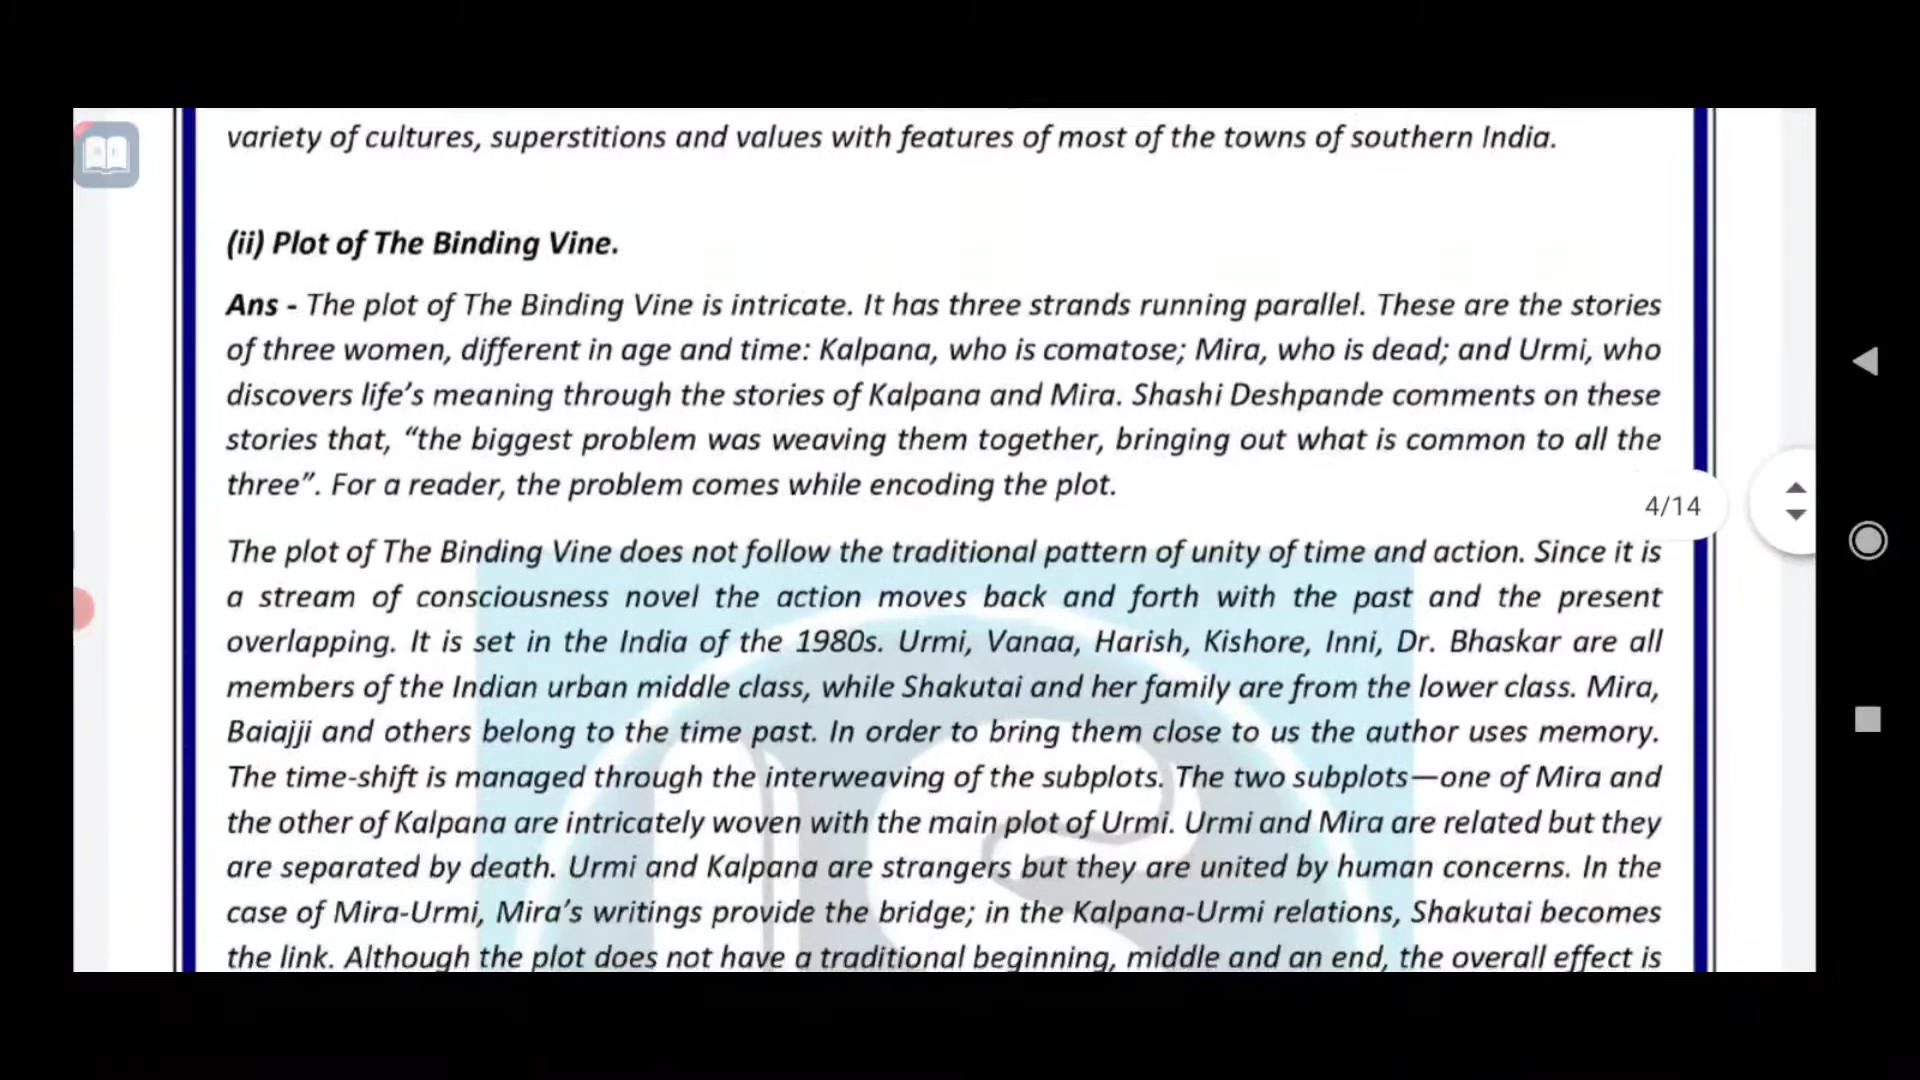 variety of cultures, superstitions and values with features of most of the towns of southern India.
(ii) Plot of The Binding Vine.
Ans - The plot of The Binding Vine is intricate. It has three strands running parallel. These are the stories
of three women, different in age and time: Kalpana, who is comatose; Mira, who is dead; and Urmi, who
discovers life’s meaning through the stories of Kalpana and Mira. Shashi Deshpande comments on these
stories that, “the biggest problem was weaving them together, bringing out what is common to all the
three”. For a reader, the problem comes while encoding the plot.
4/14
The plot of The Binding Vine does not follow the traditional pattern of unity of time and action. Since it is
a stream of consciousness novel the action moves back and forth with the past and the present
overlapping. It is set in the India of the 1980s. Urmi, Vanaa, Harish, Kishore, Inni, Dr. Bhaskar are all
members of the Indian urban middle class, while Shakutai and her family are from the lower class. Mira,
Baiajji and others belong to the time past. In order to bring them close to us the author uses memory.
The time-shift is managed through the interweaving of the subplots. The two subplots—one of Mira and
the other of Kalpana are intricately woven with the main plot of Urmi. Urmi and Mira are related but they
are separated by death. Urmi and Kalpana are strangers but they are united by human concerns. In the
case of Mira-Urmi, Mira’s writings provide the bridge; in the Kalpana-Urmi relations, Shakutai becomes
the link. Although the plot does not have a traditional beginning, middle and an end, the overall effect is